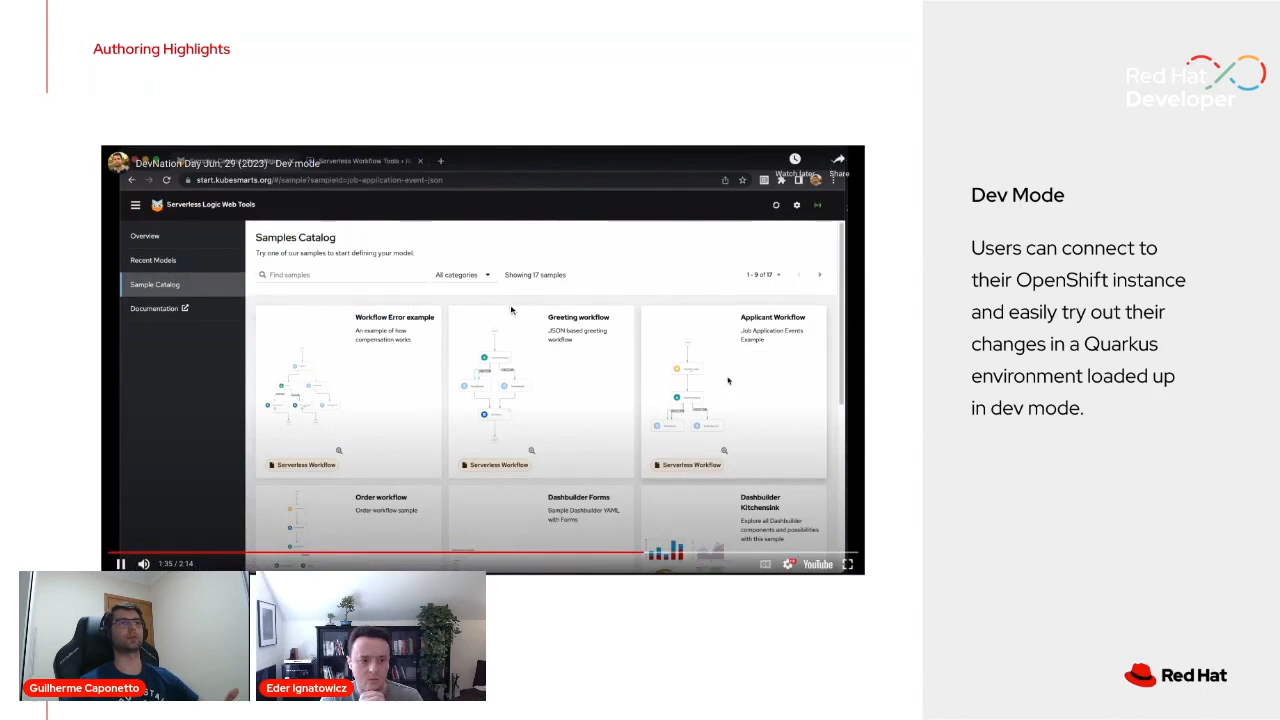 Authoring Highlights
Red Hat
Developer
DevNation Day Jun, 29 (2023) - Dev mode
Serverless Workflow Tools
Watch later
Share
start.kubesmarts.org/#/sample?sampleId=job-application-event-json
Serverless Logic Web Tools
Overview
Recent Models
Sample Catalog
Documentation
Samples Catalog
Try one of our samples to start defining your model.
Find samples
All categories
Showing 17 samples
1 - 9 of 17
Workflow Error example
An example of how
compensation works
Serverless Workflow
Greeting workflow
JSON based greeting
workflow
Serverless Workflow
Applicant Workflow
Job Application Events
Example
Serverless Workflow
Order workflow
Order workflow sample
Dashbuilder Forms
Sample Dashbuilder YAML
with Forms
Dashbuilder
Kitchensink
Explore all Dashbuilder
components and possibilities
with this sample
1:35 / 2:14
YouTube
Dev Mode
Users can connect to
their OpenShift instance
and easily try out their
changes in a Quarkus
environment loaded up
in dev mode.
Guilherme Caponetto
Eder Ignatowicz
Red Hat